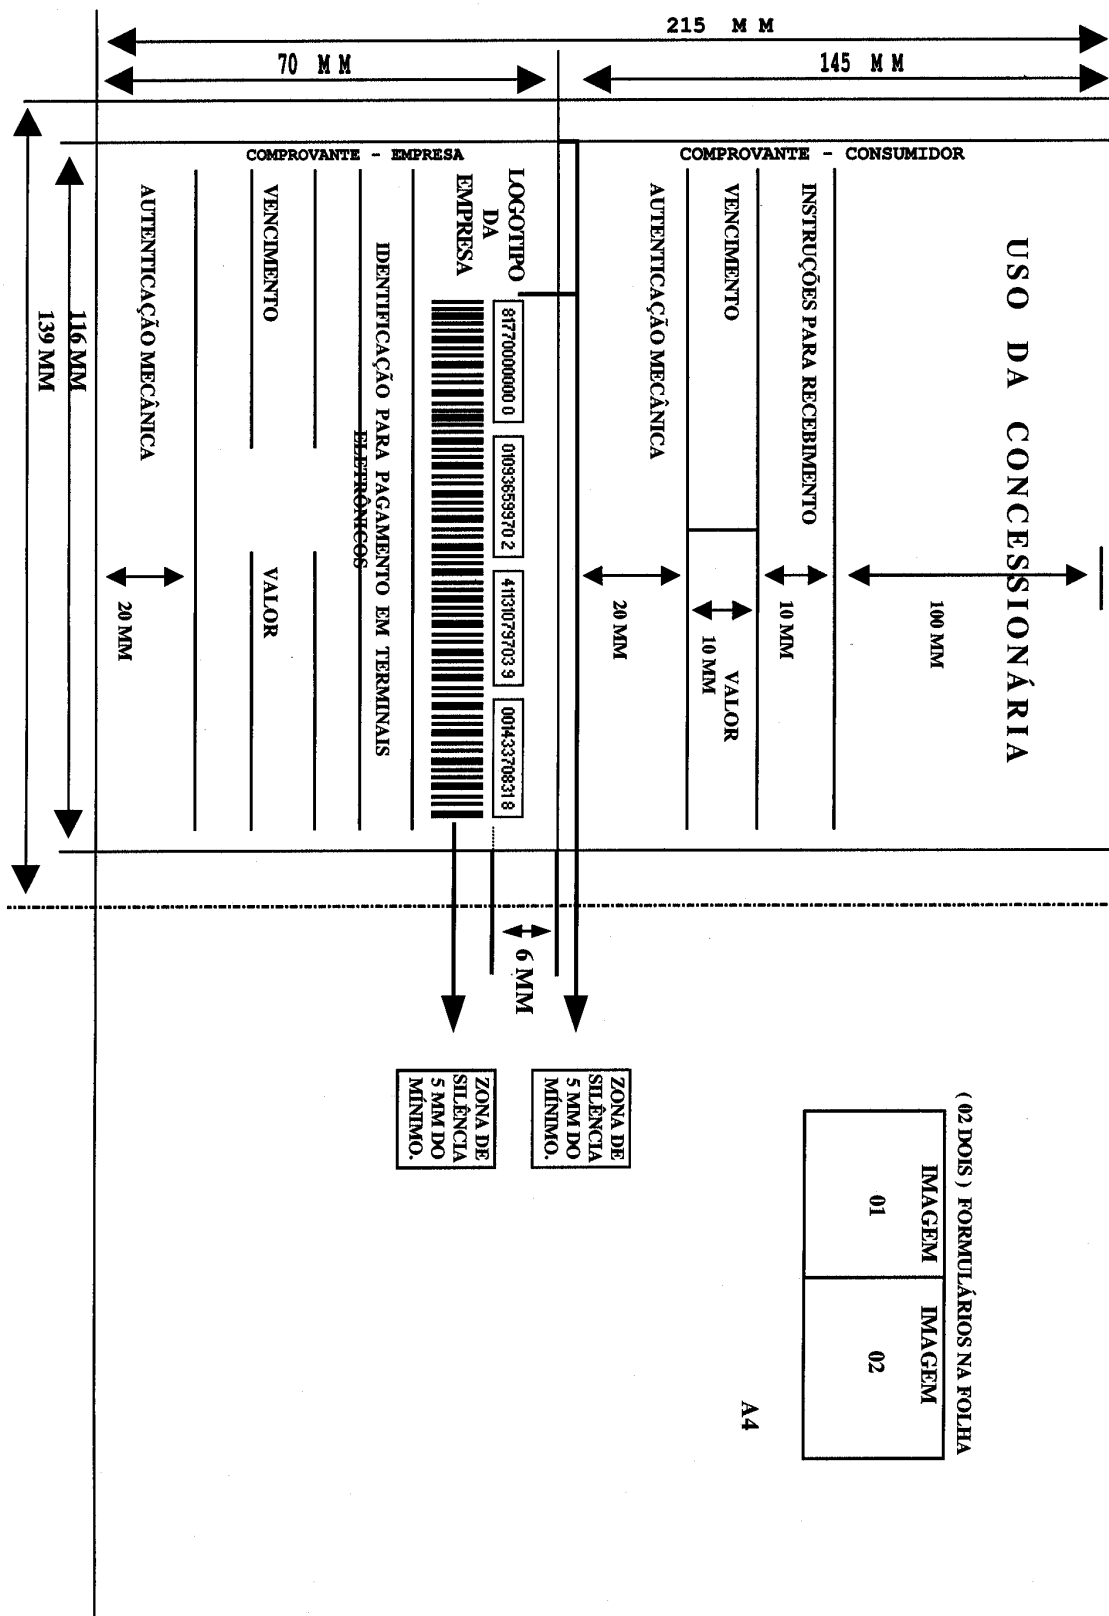 215 M M
70 M M
145 M M
COMPROVANTE - EMPRESA
COMPROVANTE - CONSUMIDOR
( 02 DOIS ) FORMULÁRIOS NA FOLHA
IMAGEM
01
IMAGEM
02
A4
USO DA CONCESSIONÁRIA
100 MM
INSTRUÇÕES PARA RECEBIMENTO
10 MM
VENCIMENTO
VALOR
10 MM
AUTENTICAÇÃO MECÂNICA
20 MM
ZONA DE
SILÊNCIA
5 MM DO
MÍNIMO.
6 MM
LOGOTIPO
DA
EMPRESA
81770000000 0
01093659970 2
41131079703 9
00143370831 8
ZONA DE
SILÊNCIA
5 MM DO
MÍNIMO.
IDENTIFICAÇÃO PARA PAGAMENTO EM TERMINAIS
ELETRÔNICOS
VENCIMENTO
VALOR
AUTENTICAÇÃO MECÂNICA
20 MM
116 MM
139 MM